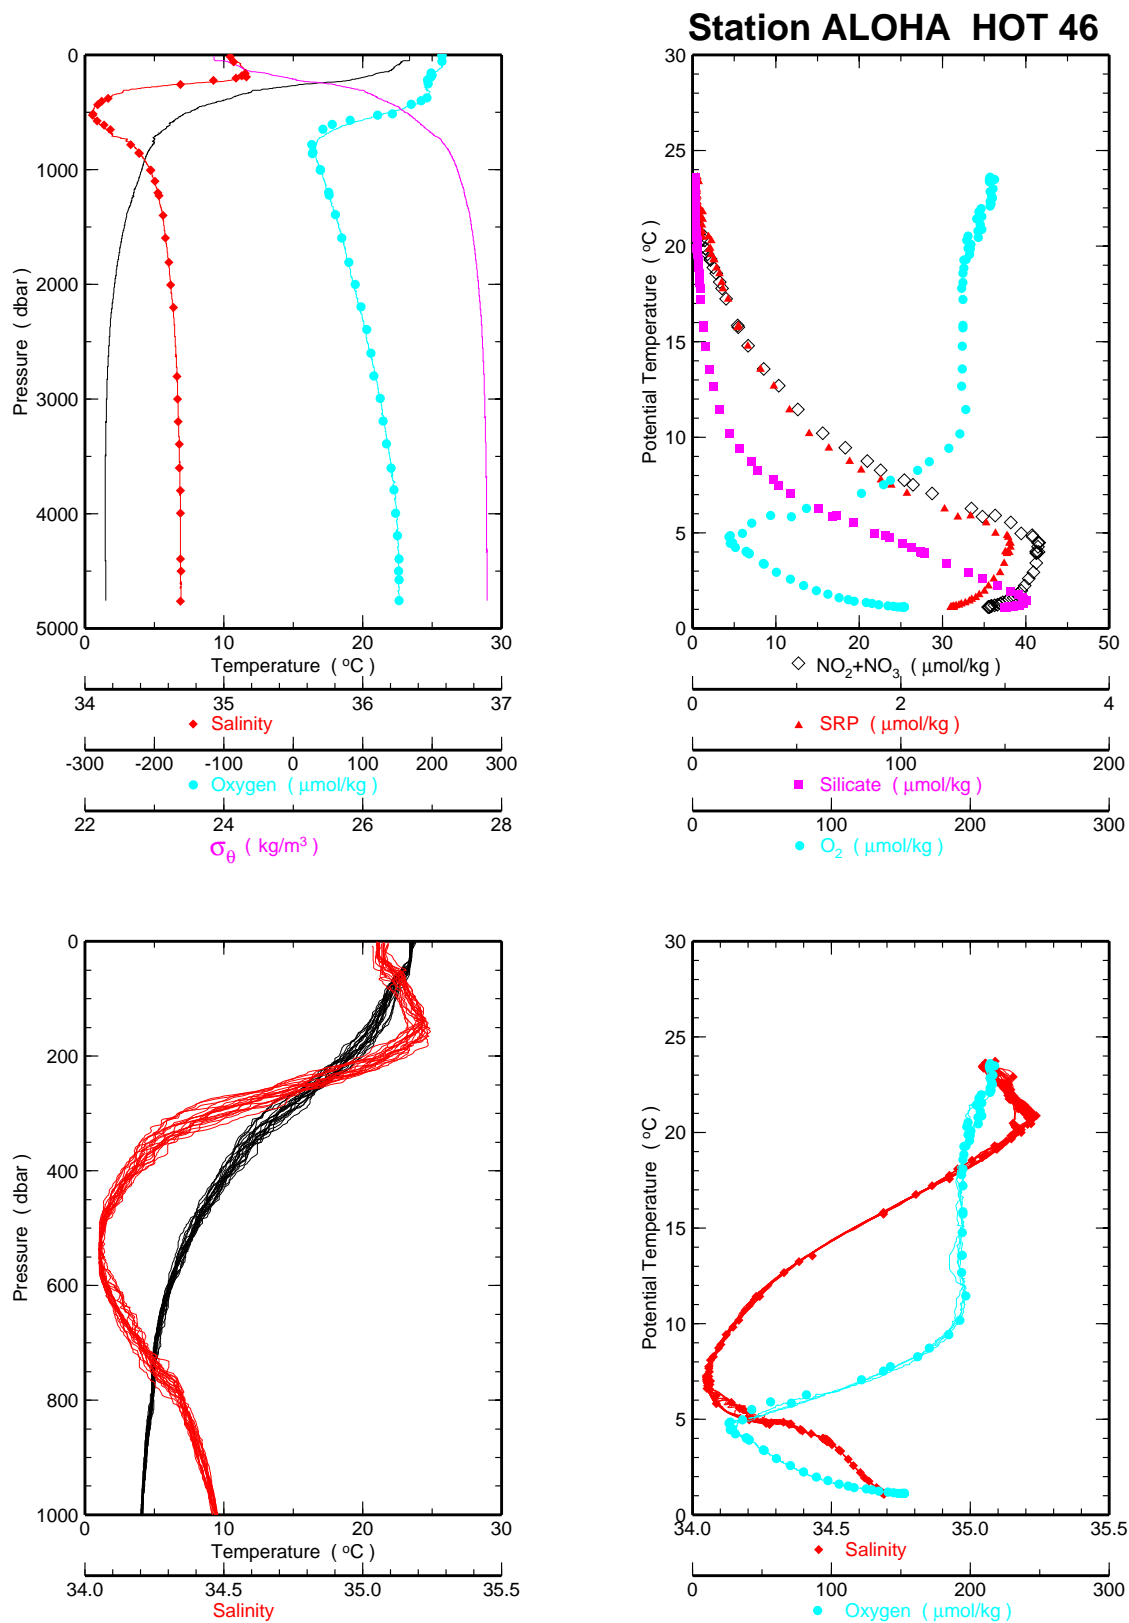 Station ALOHA  HOT 46
0
1000
2000
3000
4000
5000
Pressure ( dbar )
0 10 20 30
Temperature ( °C )
34 35 36 37
Salinity
-300 -200 -100 0 100 200 300
Oxygen ( μmol/kg )
22 24 26 28
σθ ( kg/m³ )
30
25
20
15
10
5
0
Potential Temperature ( °C )
0 10 20 30 40 50
NO₂+NO₃ ( μmol/kg )
0 2 4
SRP ( μmol/kg )
0 100 200
Silicate ( μmol/kg )
0 100 200 300
O₂ ( μmol/kg )
0
200
400
600
800
1000
Pressure ( dbar )
0 10 20 30
Temperature ( °C )
34.0 34.5 35.0 35.5
Salinity
30
25
20
15
10
5
0
Potential Temperature ( °C )
34.0 34.5 35.0 35.5
Salinity
0 100 200 300
Oxygen ( μmol/kg )